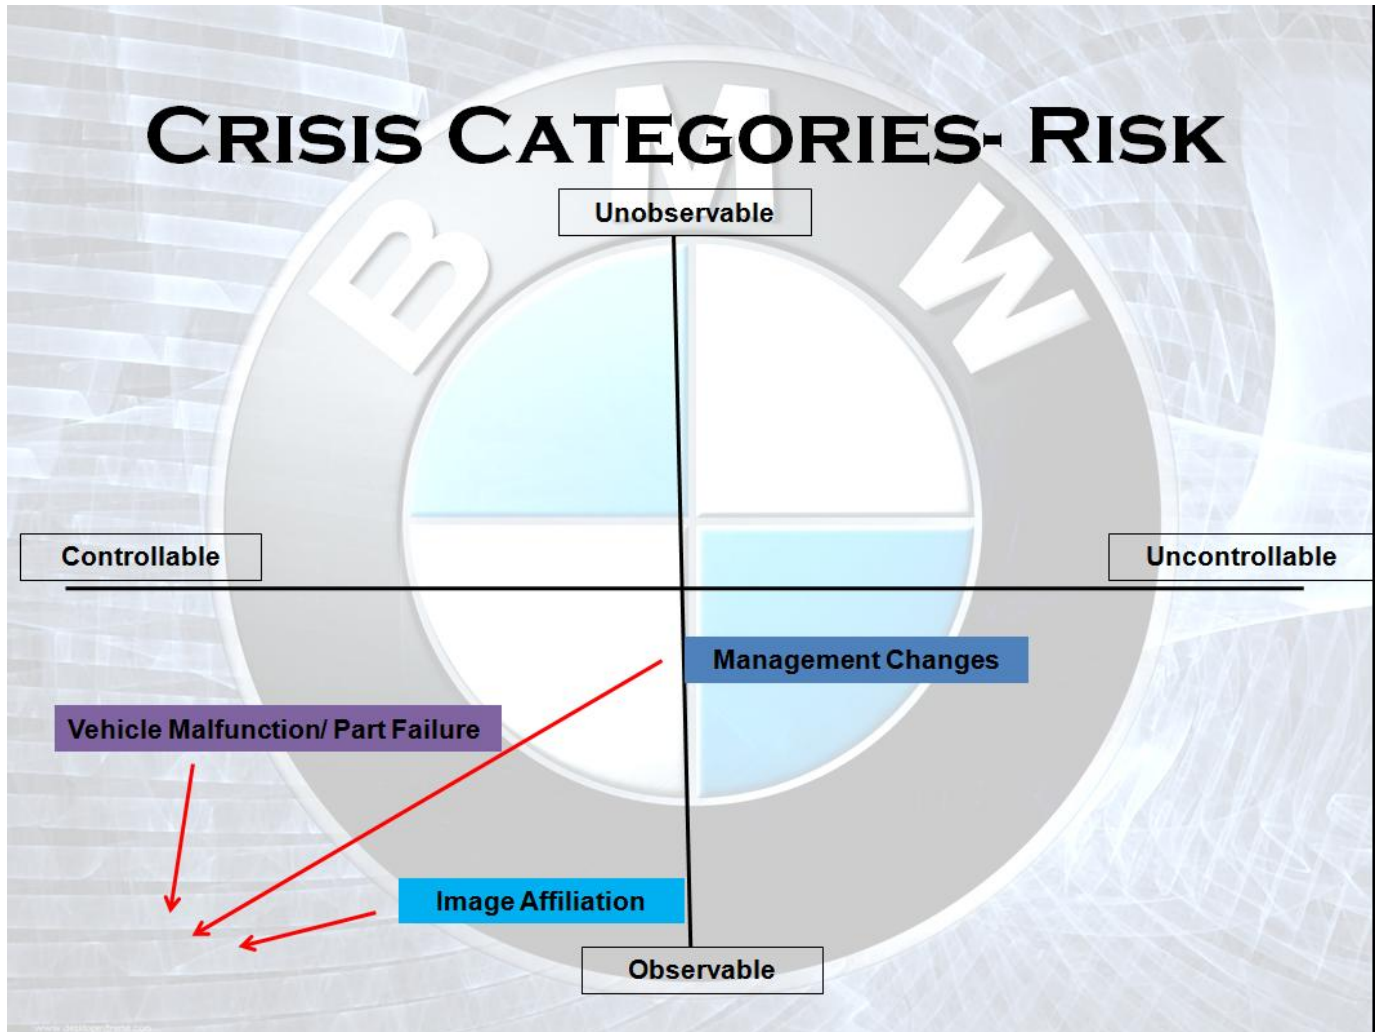 CRISIS CATEGORIES- RISK
B M W
Unobservable
Controllable
Uncontrollable
Management Changes
Vehicle Malfunction/ Part Failure
Image Affiliation
Observable